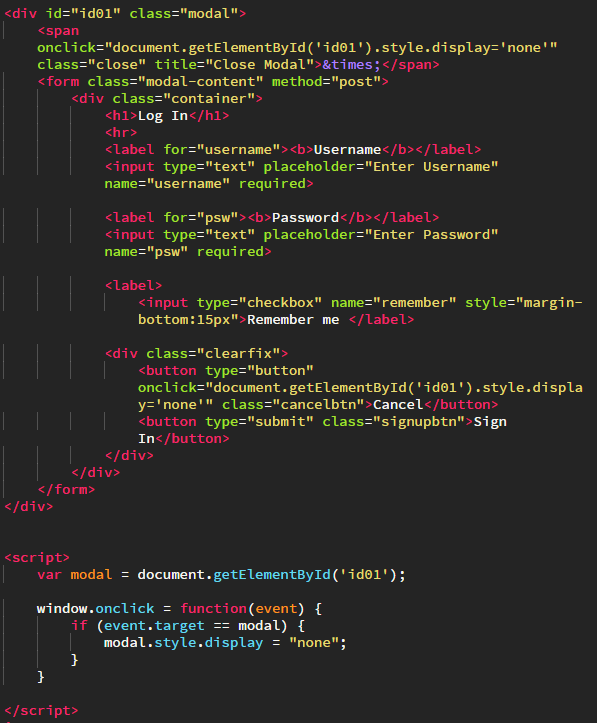 <div id="id01" class="modal">
<span
onclick="document.getElementById('id01').style.display='none'"
class="close" title="Close Modal">&times;</span>
<form class="modal-content" method="post">
<div class="container">
<h1>Log In</h1>
<hr>
<label for="username"><b>Username</b></label>
<input type="text" placeholder="Enter Username"
name="username" required>
<label for="psw"><b>Password</b></label>
<input type="text" placeholder="Enter Password"
name="psw" required>
<label>
<input type="checkbox" name="remember" style="margin-
bottom:15px">Remember me </label>
<div class="clearfix">
<button type="button"
onclick="document.getElementById('id01').style.displa
y='none'" class="cancelbtn">Cancel</button>
<button type="submit" class="signupbtn">Sign
In</button>
</div>
</div>
</form>
</div>
<script>
var modal = document.getElementById('id01');
window.onclick = function(event) {
if (event.target == modal) {
modal.style.display = "none";
}
}
</script>